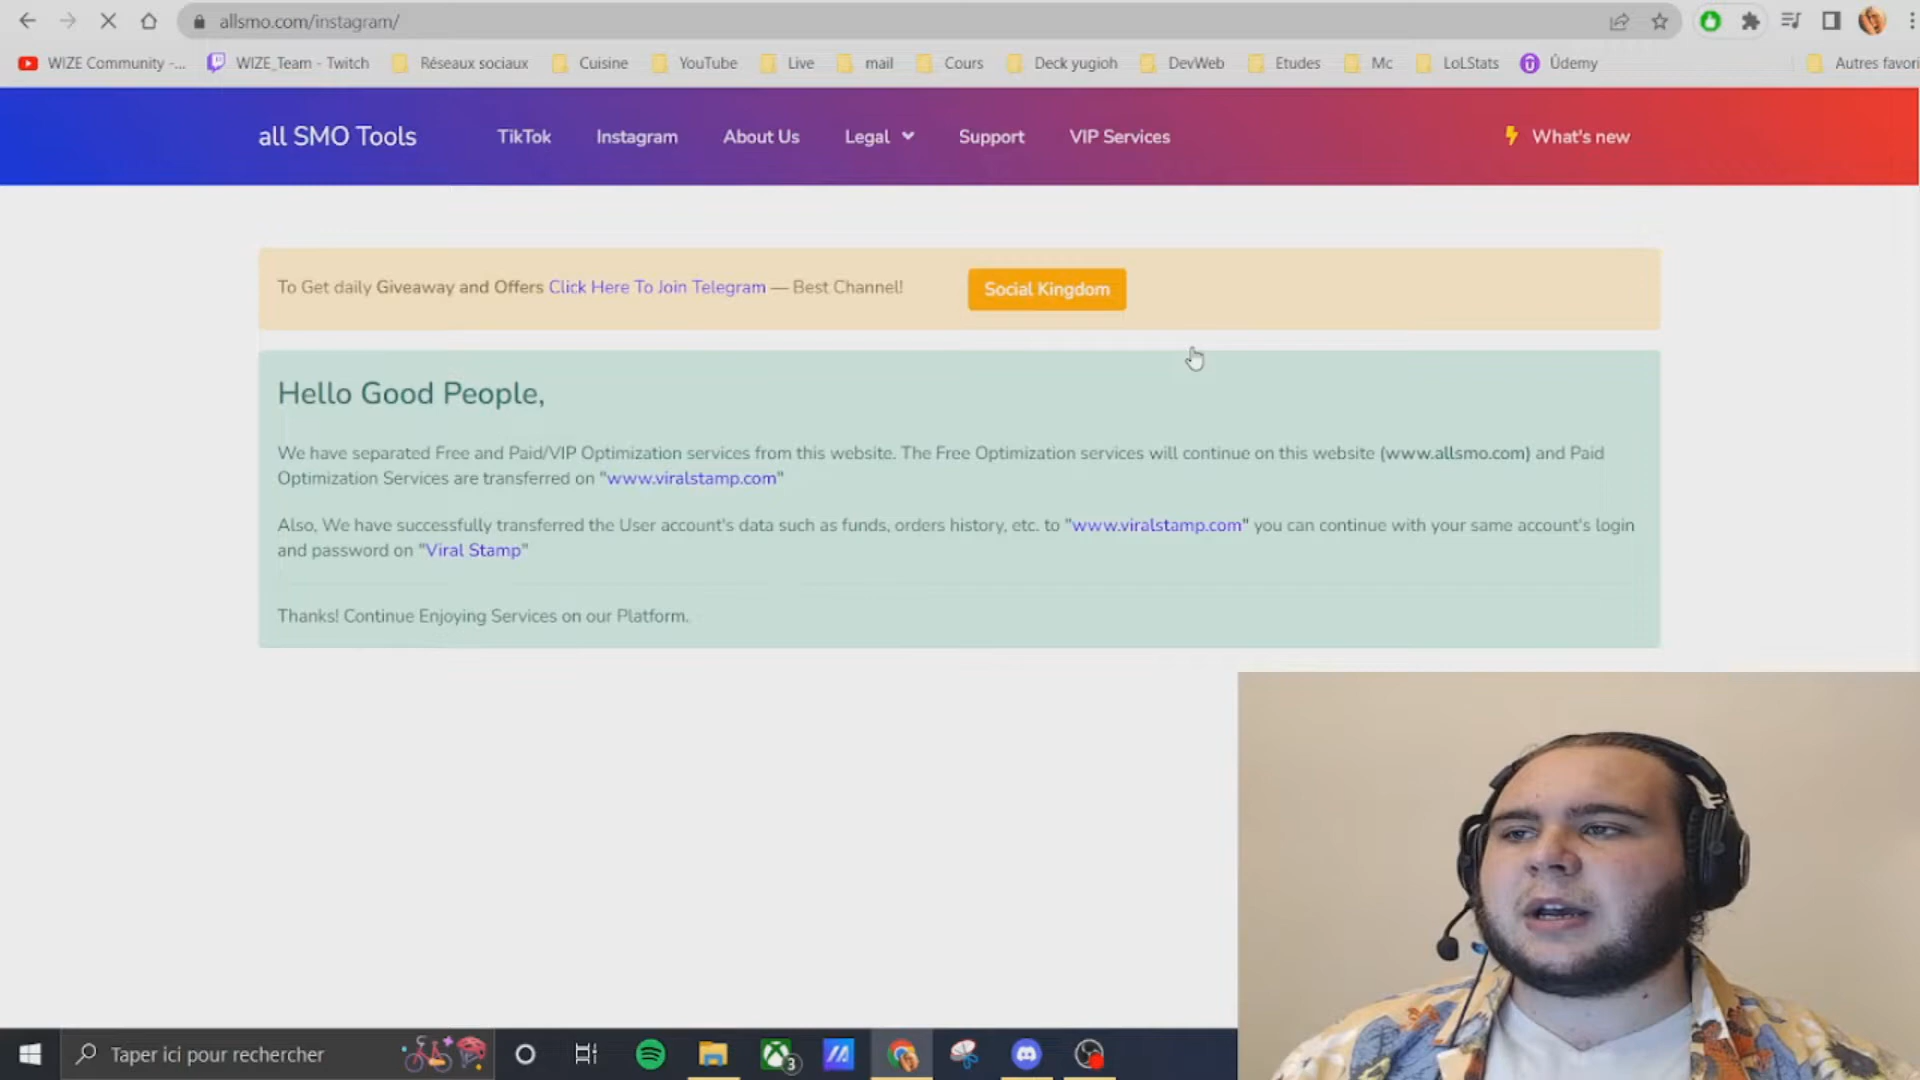 allsmo.com/instagram/
WIZE Community -... WIZE_Team - Twitch Réseaux sociaux Cuisine YouTube Live mail Cours Deck yugioh DevWeb Etudes Mc LoLStats Ûdemy Autres favori
all SMO Tools TikTok Instagram About Us Legal Support VIP Services What's new
To Get daily Giveaway and Offers Click Here To Join Telegram — Best Channel! Social Kingdom
Hello Good People,
We have separated Free and Paid/VIP Optimization services from this website. The Free Optimization services will continue on this website (www.allsmo.com) and Paid
Optimization Services are transferred on "www.viralstamp.com"
Also, We have successfully transferred the User account's data such as funds, orders history, etc. to "www.viralstamp.com" you can continue with your same account's login
and password on "Viral Stamp"
Thanks! Continue Enjoying Services on our Platform.
Taper ici pour rechercher 3